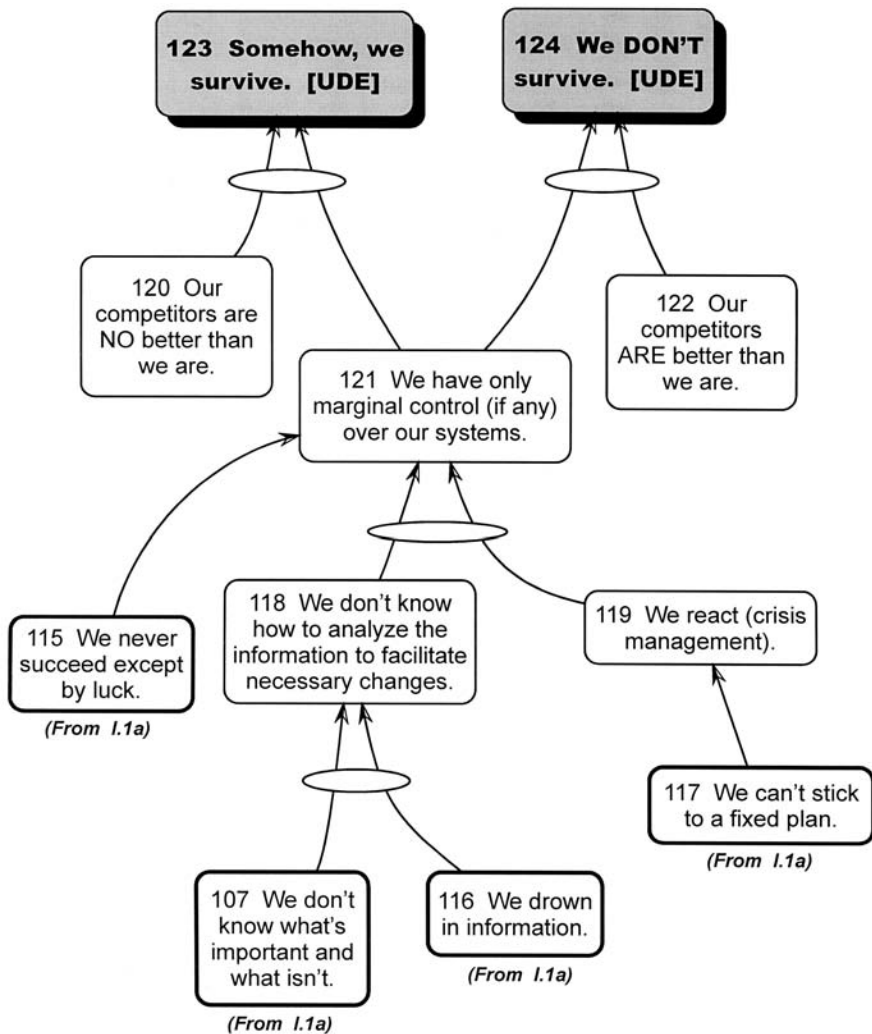 123 Somehow, we
survive. [UDE]
124 We DON'T
survive. [UDE]
120 Our
competitors are
NO better than
we are.
122 Our
competitors
ARE better than
we are.
121 We have only
marginal control (if any)
over our systems.
115 We never
succeed except
by luck.
(From I.1a)
118 We don't know
how to analyze the
information to facilitate
necessary changes.
119 We react (crisis
management).
117 We can't stick
to a fixed plan.
(From I.1a)
107 We don't
know what's
important and
what isn't.
(From I.1a)
116 We drown
in information.
(From I.1a)